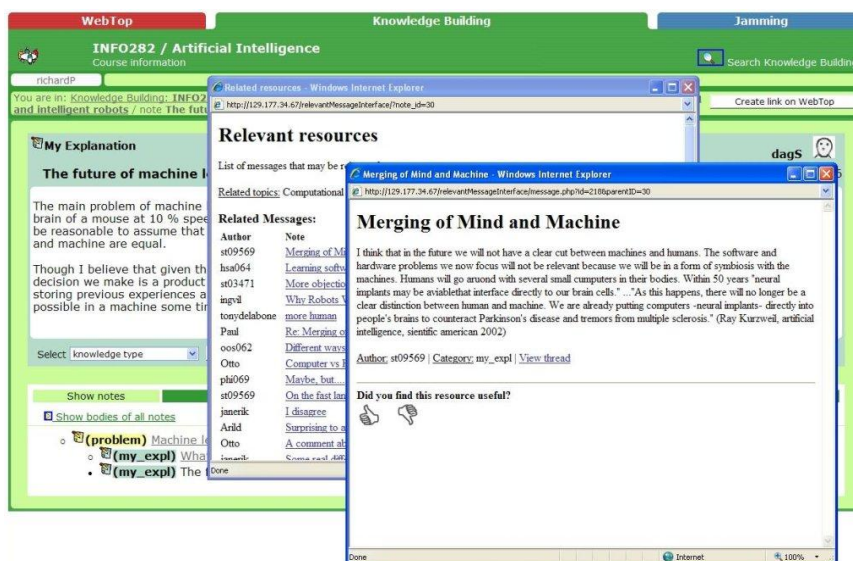 WebTop
Knowledge Building
Jamming
INFO282 / Artificial Intelligence
Course information
Search Knowledge Building
richardP
You are in: Knowledge Building: INFO2
and intelligent robots / note The futu
Create link on WebTop
My Explanation
dagS
The future of machine l
The main problem of machine
brain of a mouse at 10 % spee
be reasonable to assume that
and machine are equal.
Though I believe that given th
decision we make is a product
storing previous experiences a
possible in a machine some tir
Select knowledge type
Show notes
Show bodies of all notes
(problem) Machine le
(my_expl) What
(my_expl) The f
Related resources - Windows Internet Explorer
http://129.177.34.67/relevantMessageInterface/?note_id=30
Relevant resources
List of messages that may be re
Related topics: Computational
Related Messages:
Author Note
st09569 Merging of Mi
hsa064 Learning softw
st03471 More objectio
ingvil Why Robots
tonydelabone more human
Paul Re: Merging o
oos062 Different ways
Otto Computer vs
phi069 Maybe, but....
st09569 On the fast lan
janerik I disagree
Arild Surprising to a
Otto A comment ab
janerik Some real diff
Done
Merging of Mind and Machine - Windows Internet Explorer
http://129.177.34.67/relevantMessageInterface/message.php?id=218&parentID=30
Merging of Mind and Machine
I think that in the future we will not have a clear cut between machines and humans. The software and
hardware problems we now focus will not be relevant because we will be in a form of symbiosis with the
machines. Humans will go aruond with several small cumputers in their bodies. Within 50 years "neural
implants may be aviablethat interface directly to our brain cells." ..."As this happens, there will no longer be a
clear distinction between human and machine. We are already putting computers -neural implants- directly into
people's brains to counteract Parkinson's disease and tremors from multiple sclerosis." (Ray Kurzweil, artificial
intelligence, sientific american 2002)
Author: st09569 | Category: my_expl | View thread
Did you find this resource useful?
Done
Internet
100%